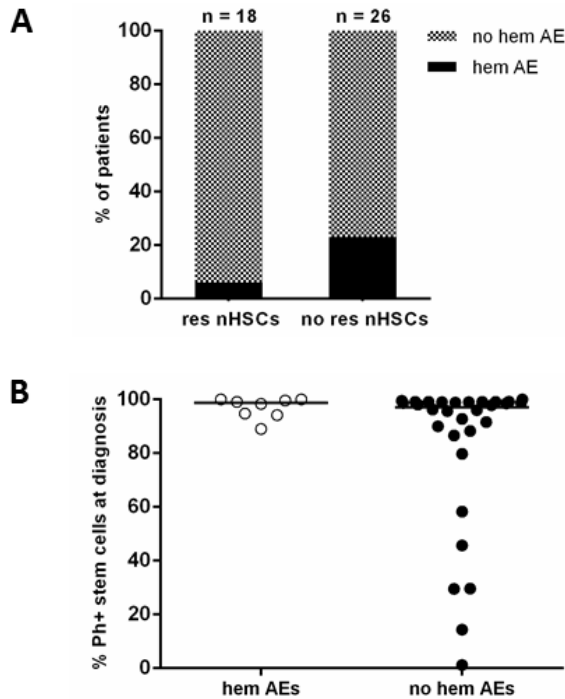 A
n = 18
n = 26
100
80
60
40
20
0
% of patients
res nHSCs
no res nHSCs
no hem AE
hem AE
B
100
80
60
40
20
0
% Ph+ stem cells at diagnosis
hem AEs
no hem AEs